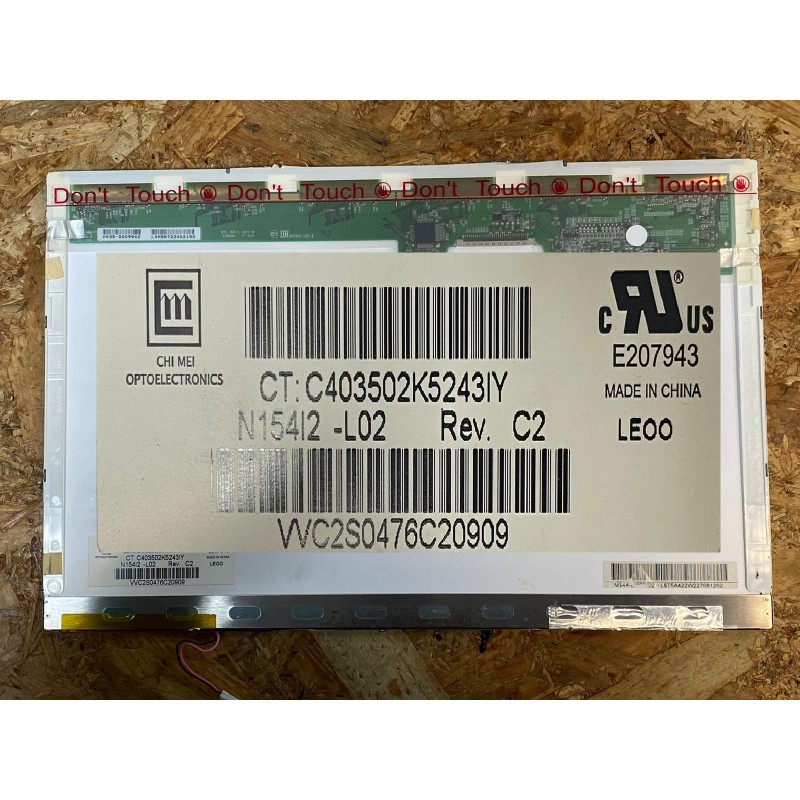 Don't Touch Don't Touch Don't Touch Don't Touch
CHI MEI
OPTOELECTRONICS
CT: C403502K5243IY
N154I2 -L02 Rev. C2
VVC2S0476C20909
C US
®
E207943
MADE IN CHINA
LEOO
CT: C403502K5243IY
N154I2 -L02 Rev. C2
VVC2S0476C20909
LEOO